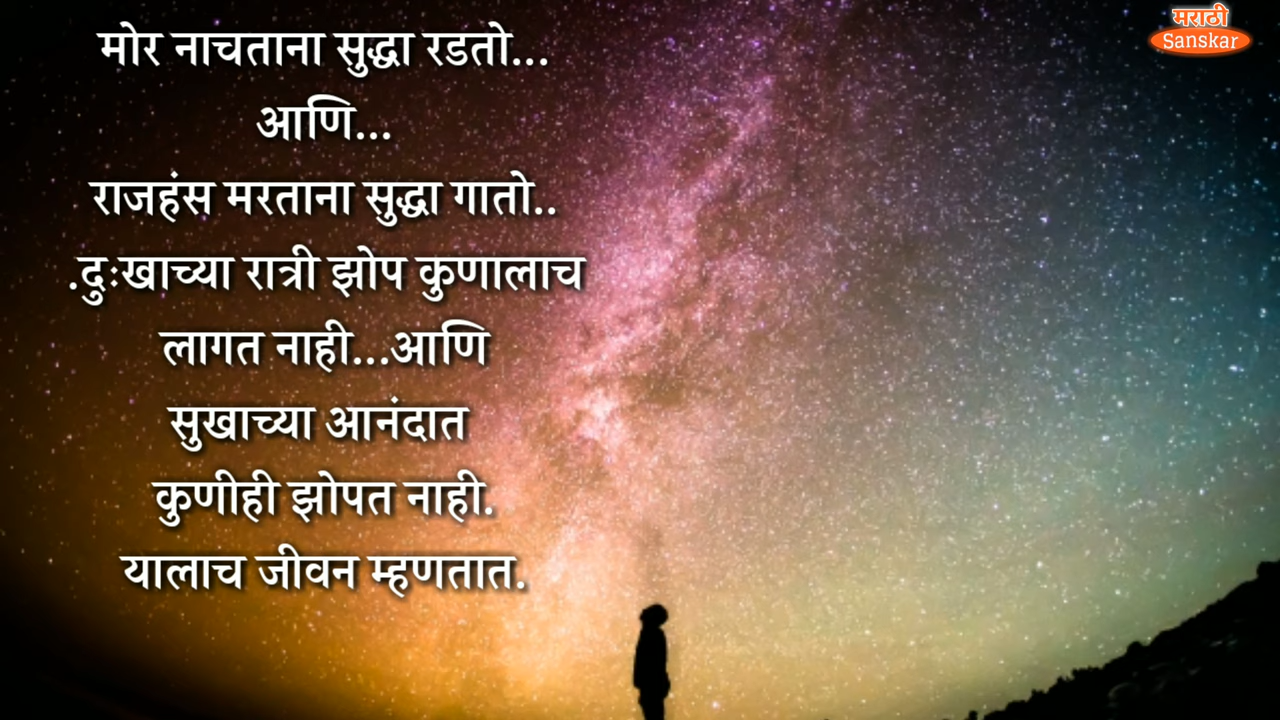 मोर नाचताना सुद्धा रडतो...
आणि...
राजहंस मरताना सुद्धा गातो..
.दुःखाच्या रात्री झोप कुणालाच
लागत नाही...आणि
सुखाच्या आनंदात
कुणीही झोपत नाही.
यालाच जीवन म्हणतात.
मराठी
Sanskar